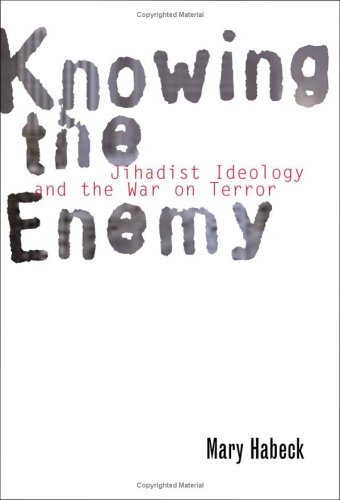 Copyrighted Material
Knowing
the
Jihadist Ideology
and the War on Terror
Enemy
Mary Habeck
Copyrighted Material